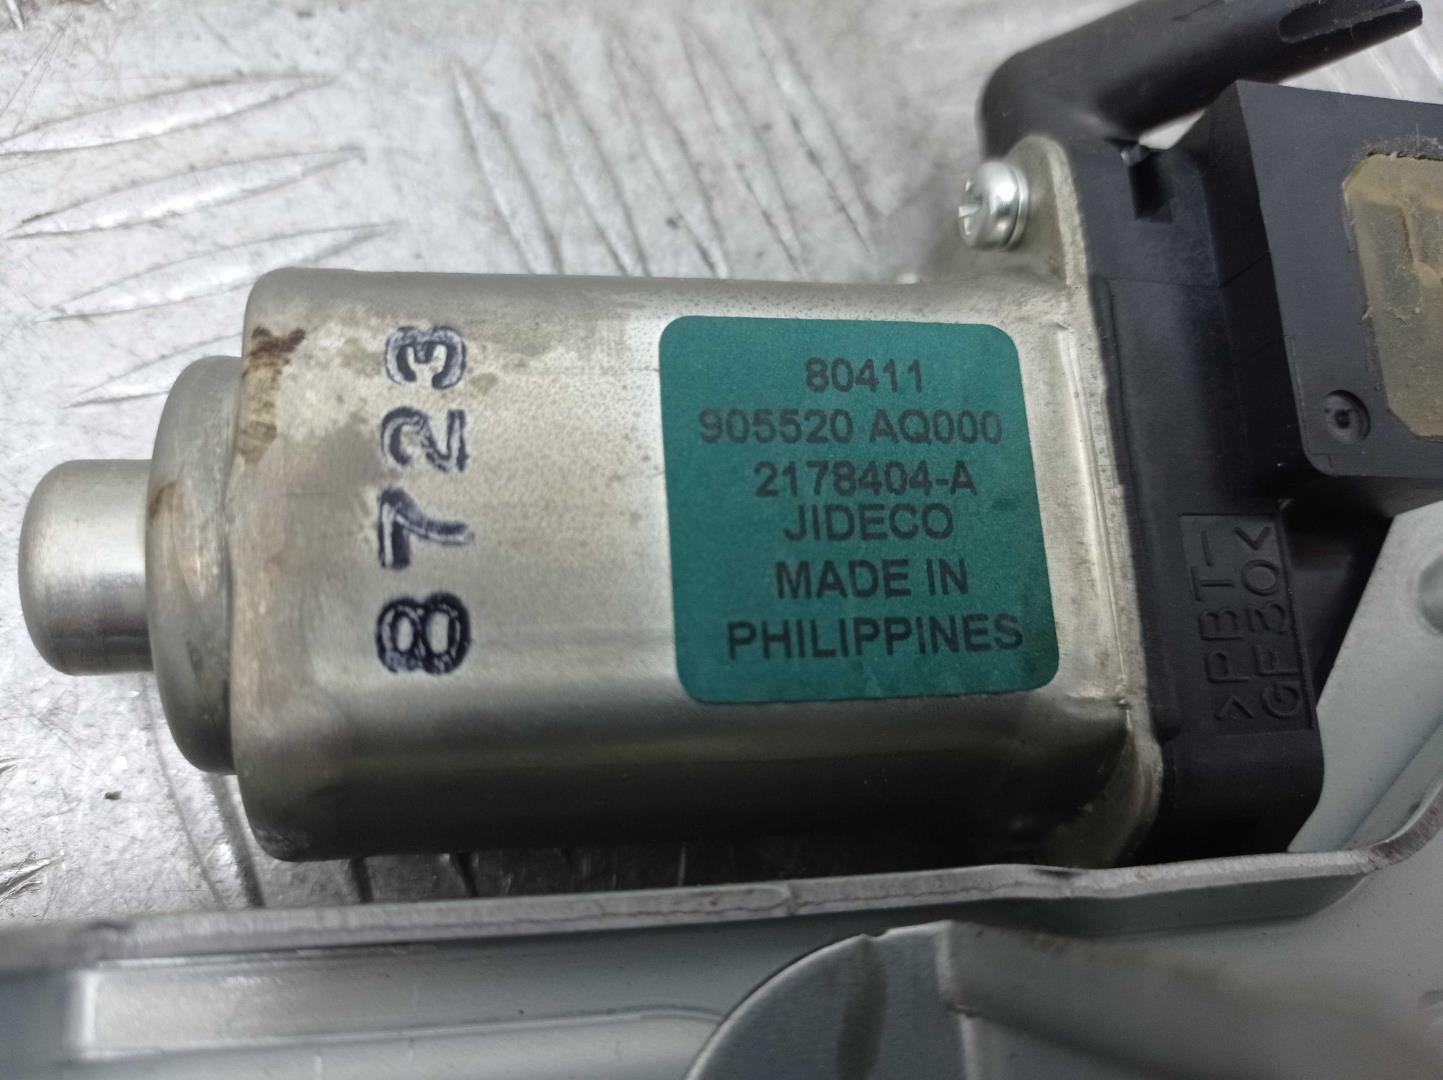 80411
905520 AQ000
2178404-A
JIDECO
MADE IN
PHILIPPINES
8723
>PBT-
GF30<